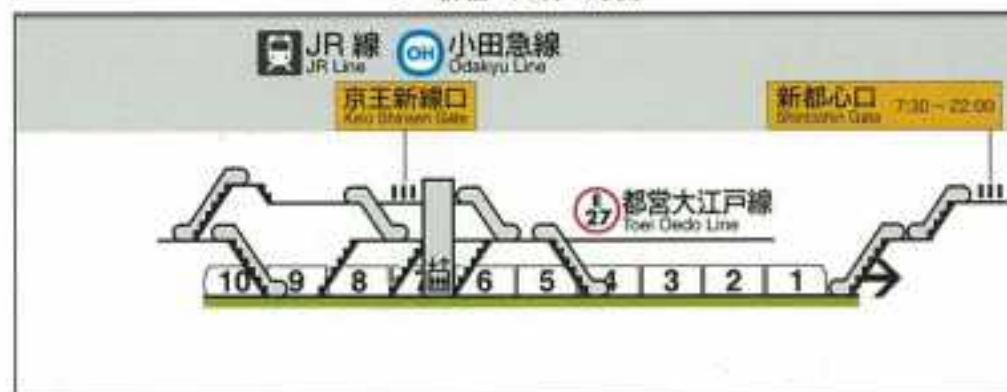 JR 線
JR Line
OH
小田急線
Odakyu Line
京王新線口
Keio Shinsen Gate
新都心口 7:30~22:00
Shintoshin Gate
E
27
都営大江戸線
Toei Oedo Line
10 9 8 7 6 5 4 3 2 1